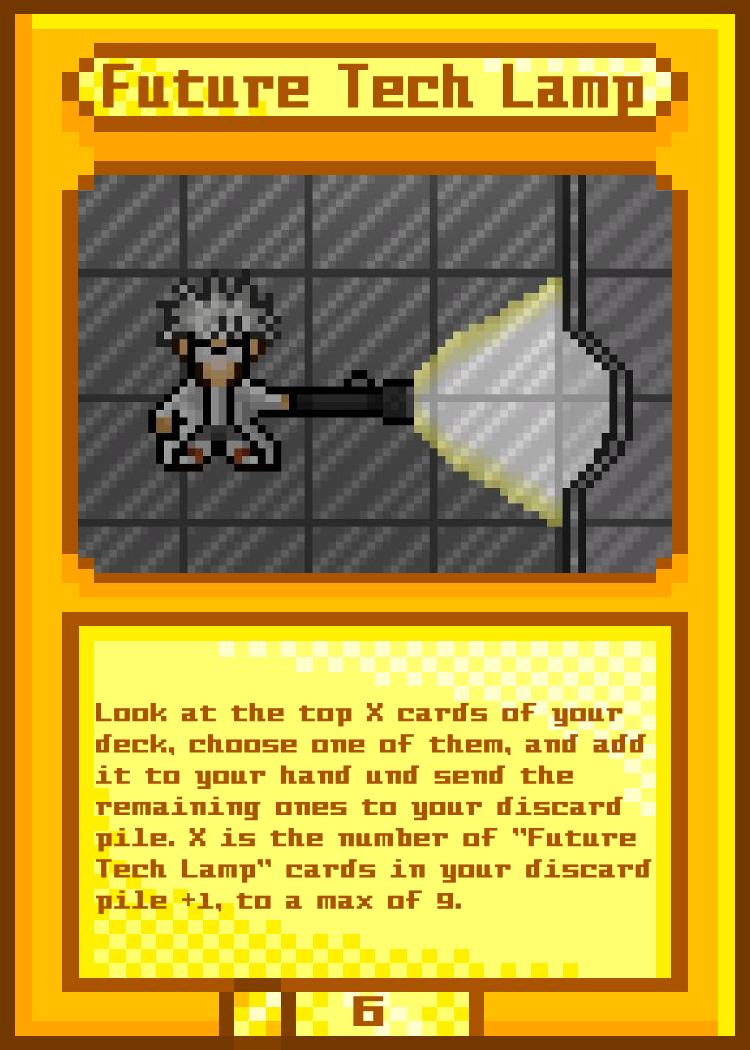 Future Tech Lamp
Look at the top X cards of your
deck, choose one of them, and add
it to your hand und send the
remaining ones to your discard
pile. X is the number of "Future
Tech Lamp" cards in your discard
pile +1, to a max of 9.
6